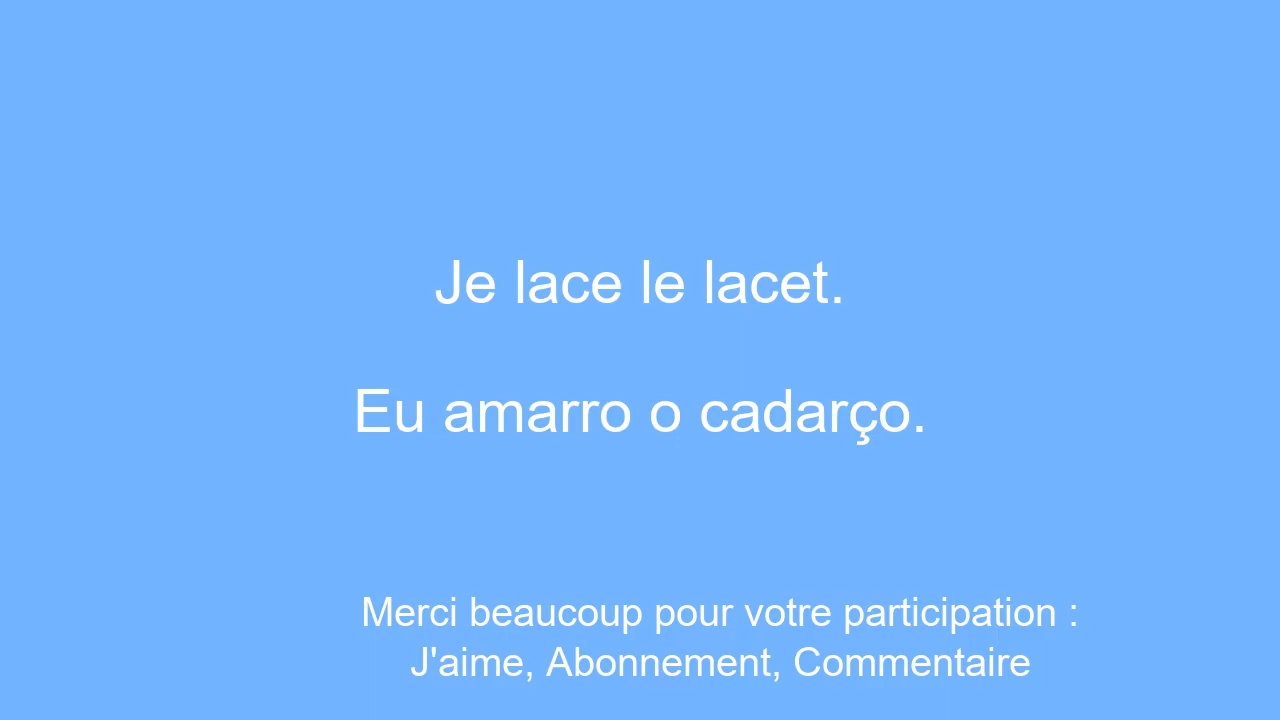 Je lace le lacet.
Eu amarro o cadarço.
Merci beaucoup pour votre participation :
J'aime, Abonnement, Commentaire